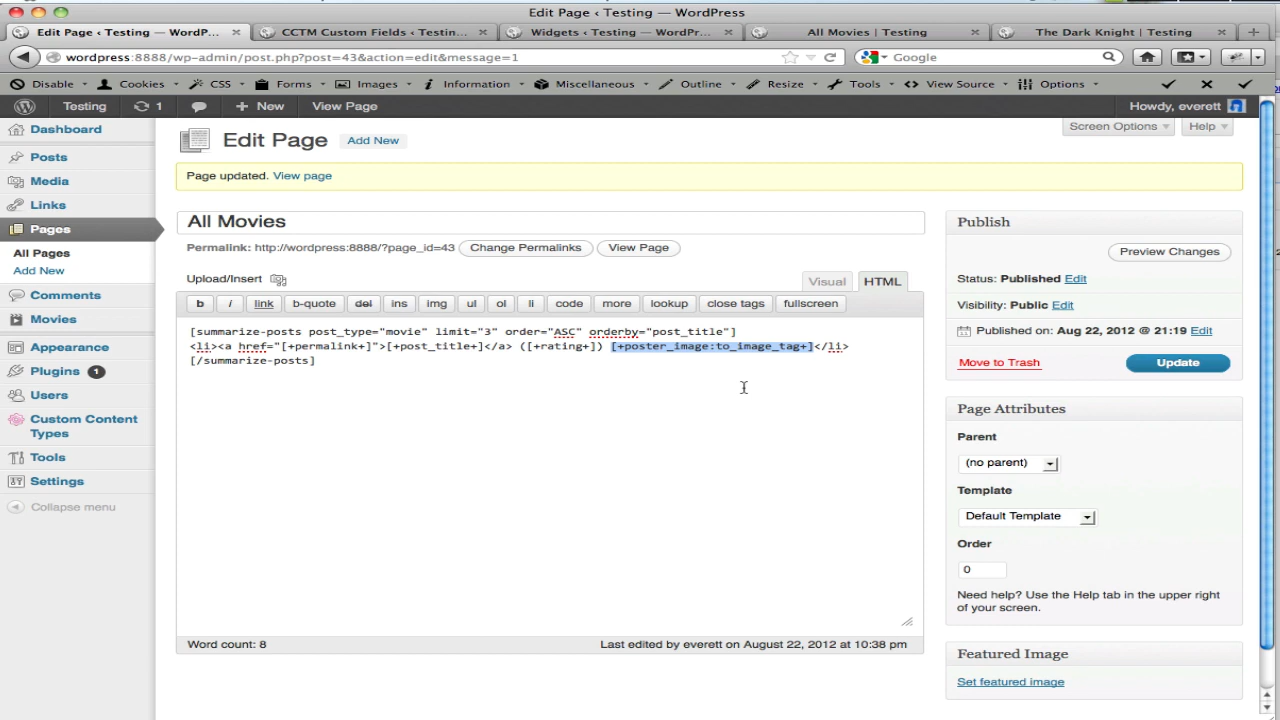 Edit Page ‹ Testing — WordPress
Edit Page ‹ Testing — WordPr... × CCTM Custom Fields ‹ Testin... × Widgets ‹ Testing — WordPr... × All Movies | Testing × The Dark Knight | Testing × +
wordpress:8888/wp-admin/post.php?post=43&action=edit&message=1 Google
Disable Cookies CSS Forms Images Information Miscellaneous Outline Resize Tools View Source Options
Testing 1 + New View Page Howdy, everett
Dashboard
Posts
Media
Links
Pages
All Pages
Add New
Comments
Movies
Appearance
Plugins 1
Users
Custom Content
Types
Tools
Settings
Collapse menu
Screen Options Help
Edit Page Add New
Page updated. View page
All Movies
Permalink: http://wordpress:8888/?page_id=43 Change Permalinks View Page
Upload/Insert Visual HTML
b i link b-quote del ins img ul ol li code more lookup close tags fullscreen
[summarize-posts post_type="movie" limit="3" order="ASC" orderby="post_title"]
<li><a href="[+permalink+]">[+post_title+]</a> ([+rating+]) [+poster_image:to_image_tag+]</li>
[/summarize-posts]
Word count: 8 Last edited by everett on August 22, 2012 at 10:38 pm
Publish
Preview Changes
Status: Published Edit
Visibility: Public Edit
Published on: Aug 22, 2012 @ 21:19 Edit
Move to Trash Update
Page Attributes
Parent
(no parent)
Template
Default Template
Order
0
Need help? Use the Help tab in the upper right
of your screen.
Featured Image
Set featured image